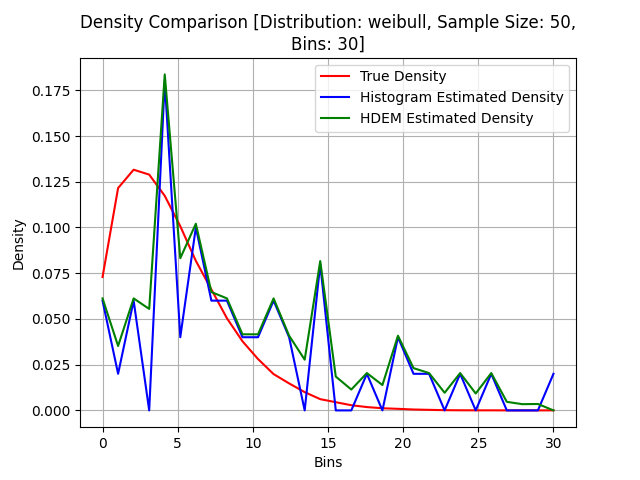 Density Comparison [Distribution: weibull, Sample Size: 50,
Bins: 30]
True Density
Histogram Estimated Density
HDEM Estimated Density
Density
0.175
0.150
0.125
0.100
0.075
0.050
0.025
0.000
0 5 10 15 20 25 30
Bins